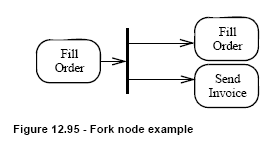 Fill
Order
Fill
Order
Send
Invoice
Figure 12.95 - Fork node example